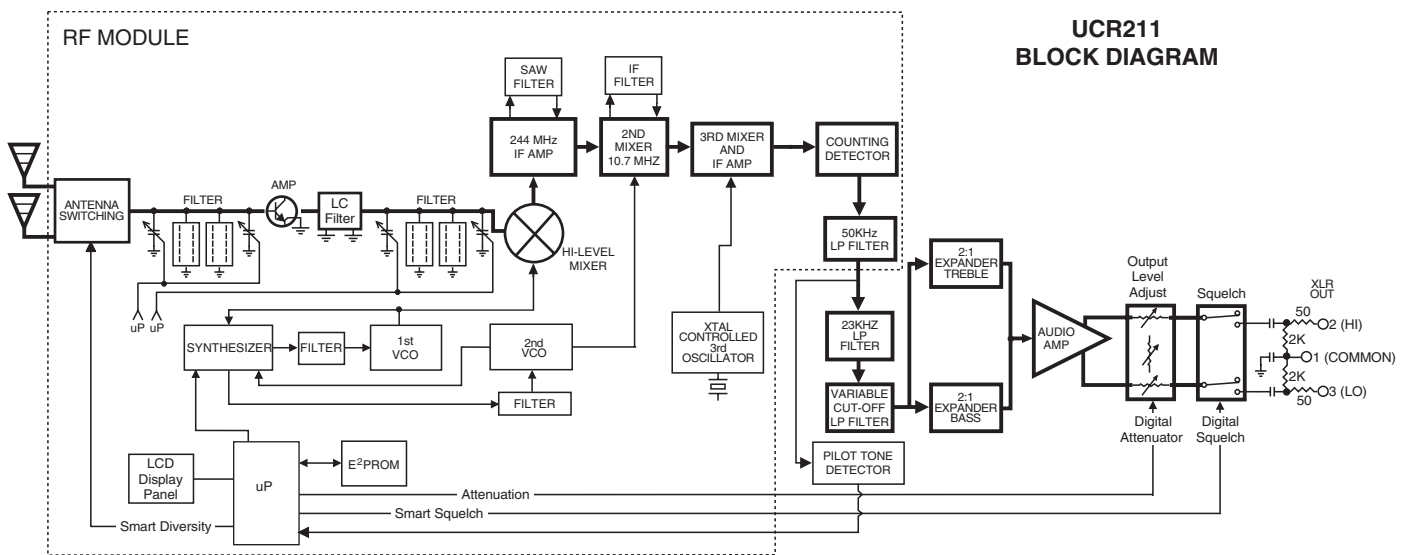 UCR211
BLOCK DIAGRAM
RF MODULE
SAW
FILTER
IF
FILTER
244 MHz
IF AMP
2ND
MIXER
10.7 MHZ
3RD MIXER
AND
IF AMP
COUNTING
DETECTOR
ANTENNA
SWITCHING
FILTER
AMP
LC
Filter
FILTER
HI-LEVEL
MIXER
50KHz
LP FILTER
2:1
EXPANDER
TREBLE
Output
Level
Adjust
Squelch
XLR
OUT
uP
uP
SYNTHESIZER
FILTER
1st
VCO
2nd
VCO
FILTER
XTAL
CONTROLLED
3rd
OSCILLATOR
23KHZ
LP
FILTER
VARIABLE
CUT-OFF
LP FILTER
2:1
EXPANDER
BASS
AUDIO
AMP
50
2 (HI)
2K
1 (COMMON)
2K
3 (LO)
50
Digital
Attenuator
Digital
Squelch
PILOT TONE
DETECTOR
LCD
Display
Panel
uP
E2PROM
Attenuation
Smart Squelch
Smart Diversity